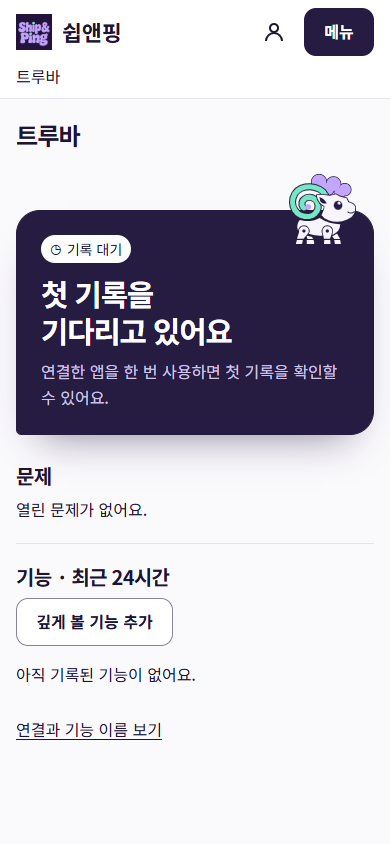 Ship&
Ping
쉽앤핑
메뉴
트루바
트루바
기록 대기
첫 기록을
기다리고 있어요
연결한 앱을 한 번 사용하면 첫 기록을 확인할
수 있어요.
문제
열린 문제가 없어요.
기능 · 최근 24시간
깊게 볼 기능 추가
아직 기록된 기능이 없어요.
연결과 기능 이름 보기